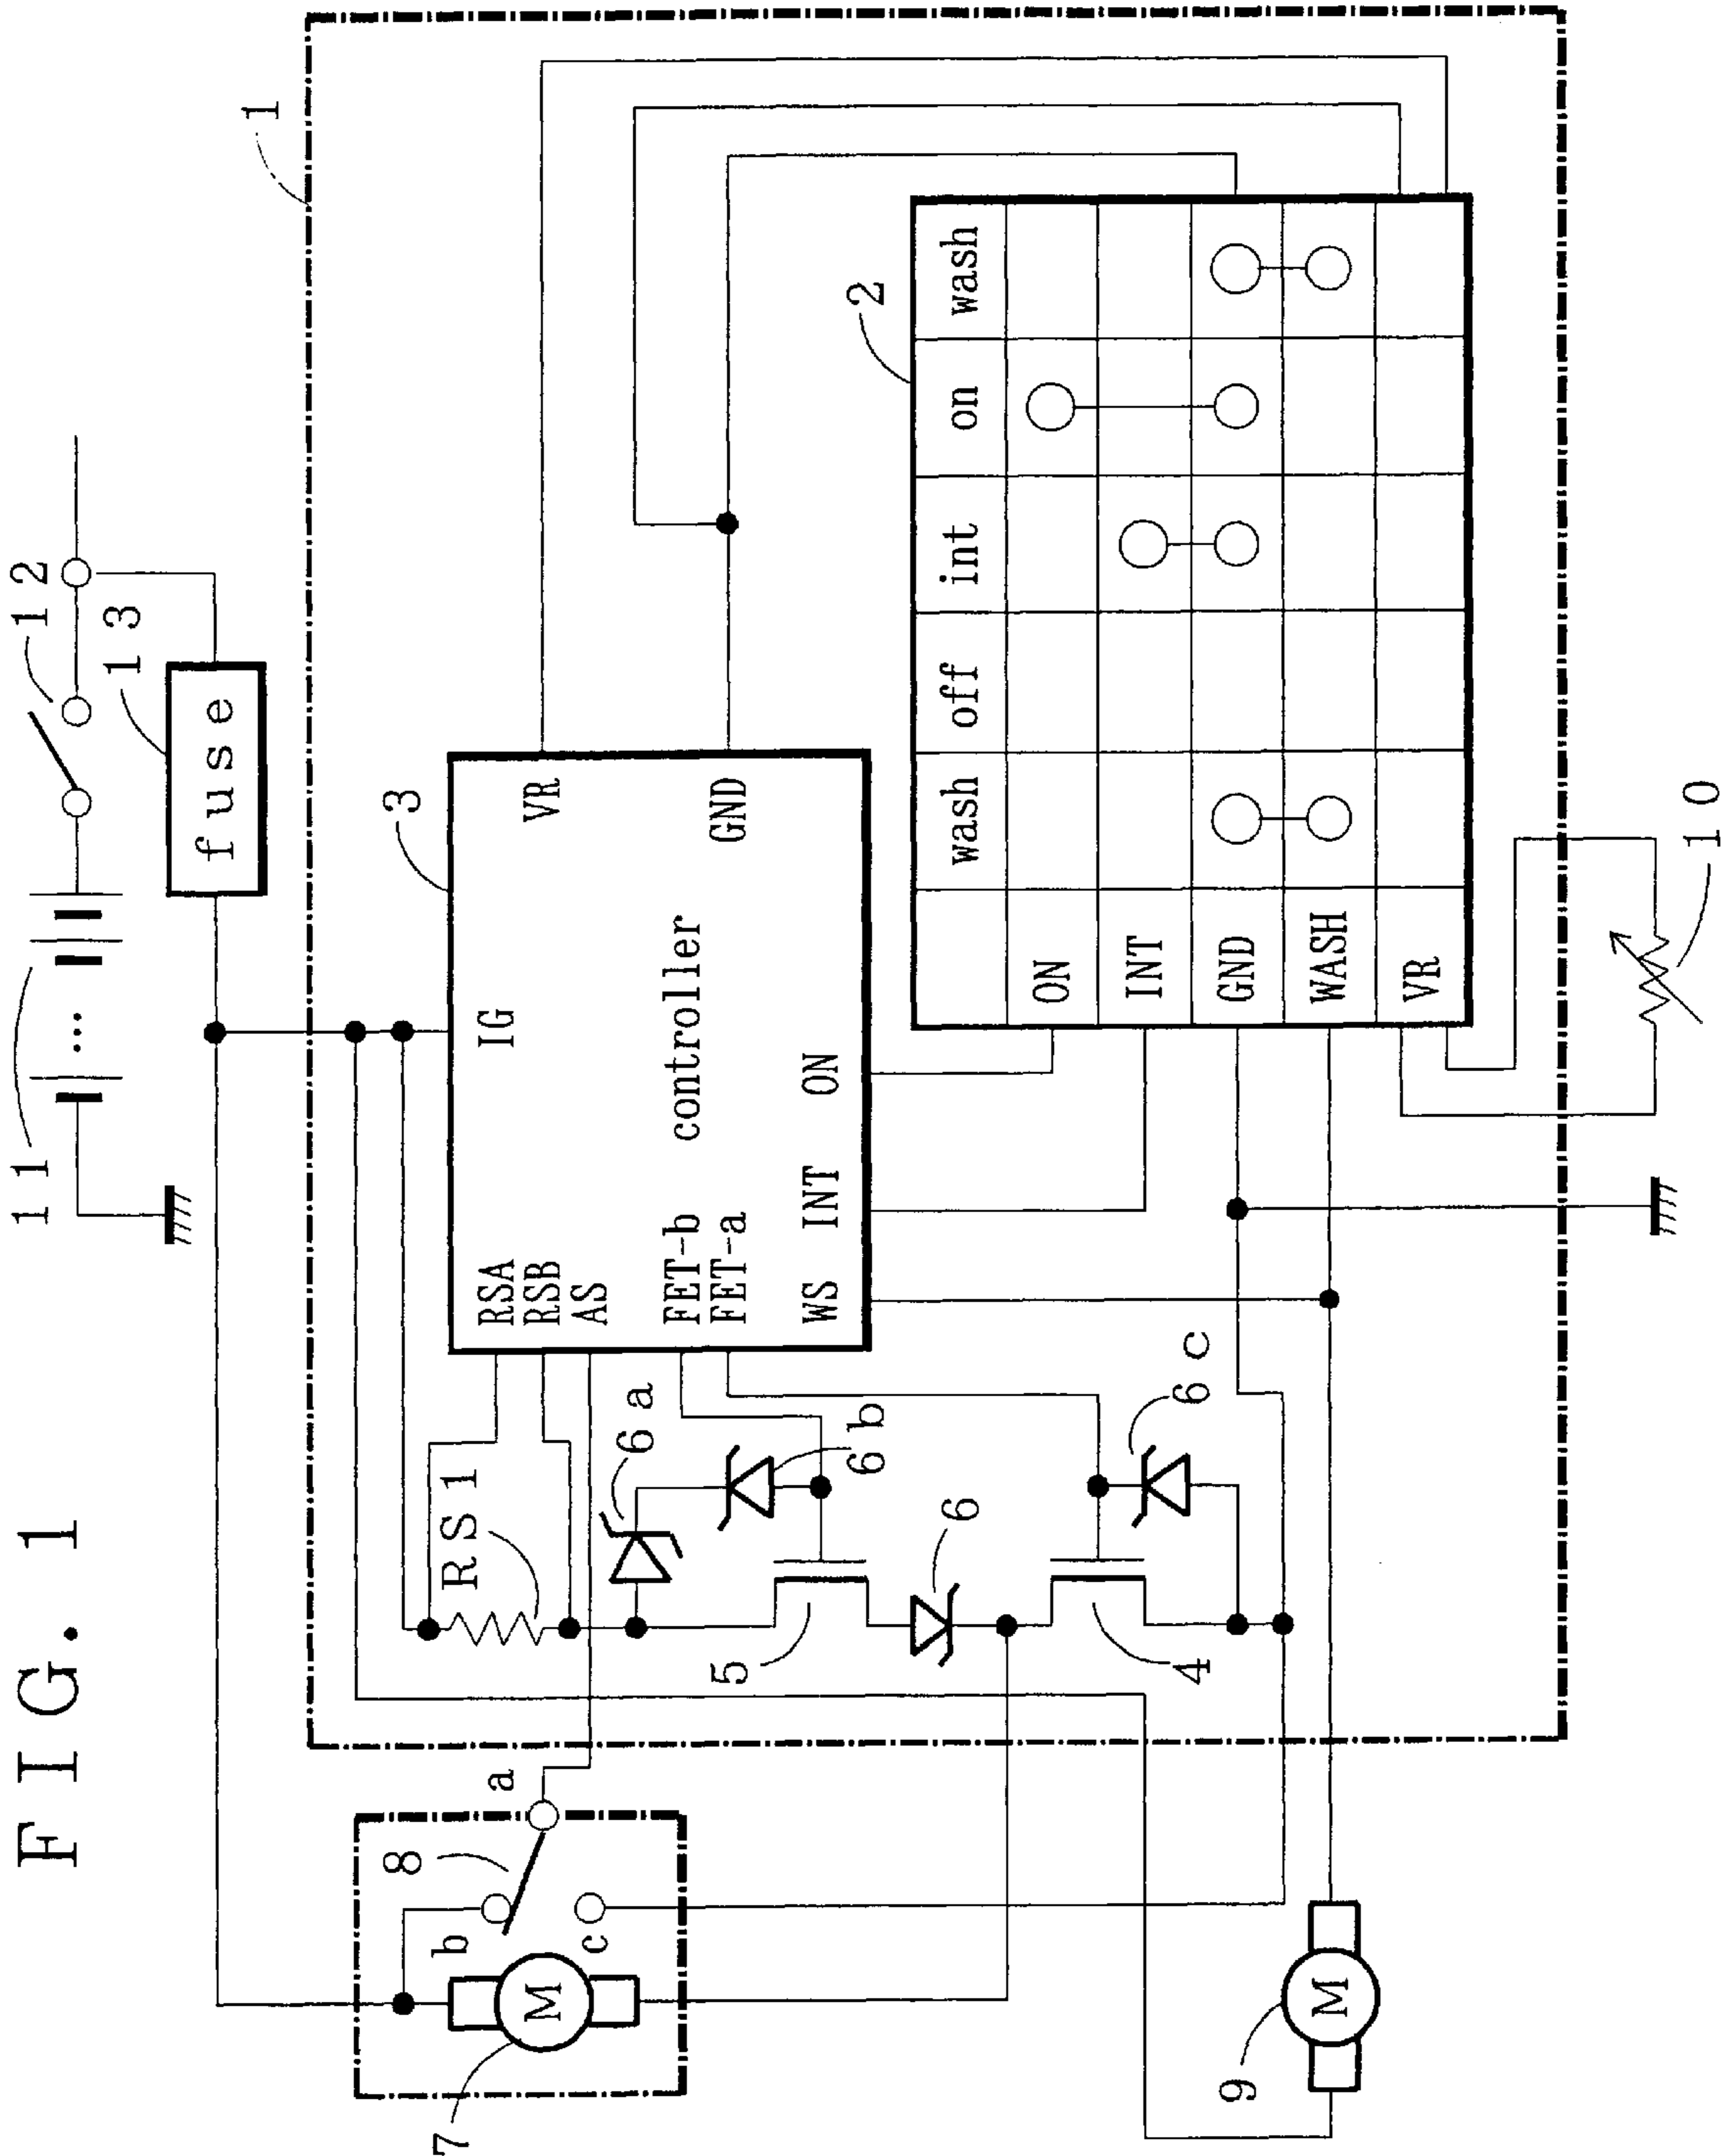 FIG. 1
11
12
13
fuse
1
3
IG
VR
GND
controller
RSA
RSB
AS
FET-b
FET-a
WS
INT
ON
2
wash
off
int
on
wash
ON
INT
GND
WASH
VR
10
RS1
6a
6b
6c
6
5
4
a
b
c
8
M
7
M
9